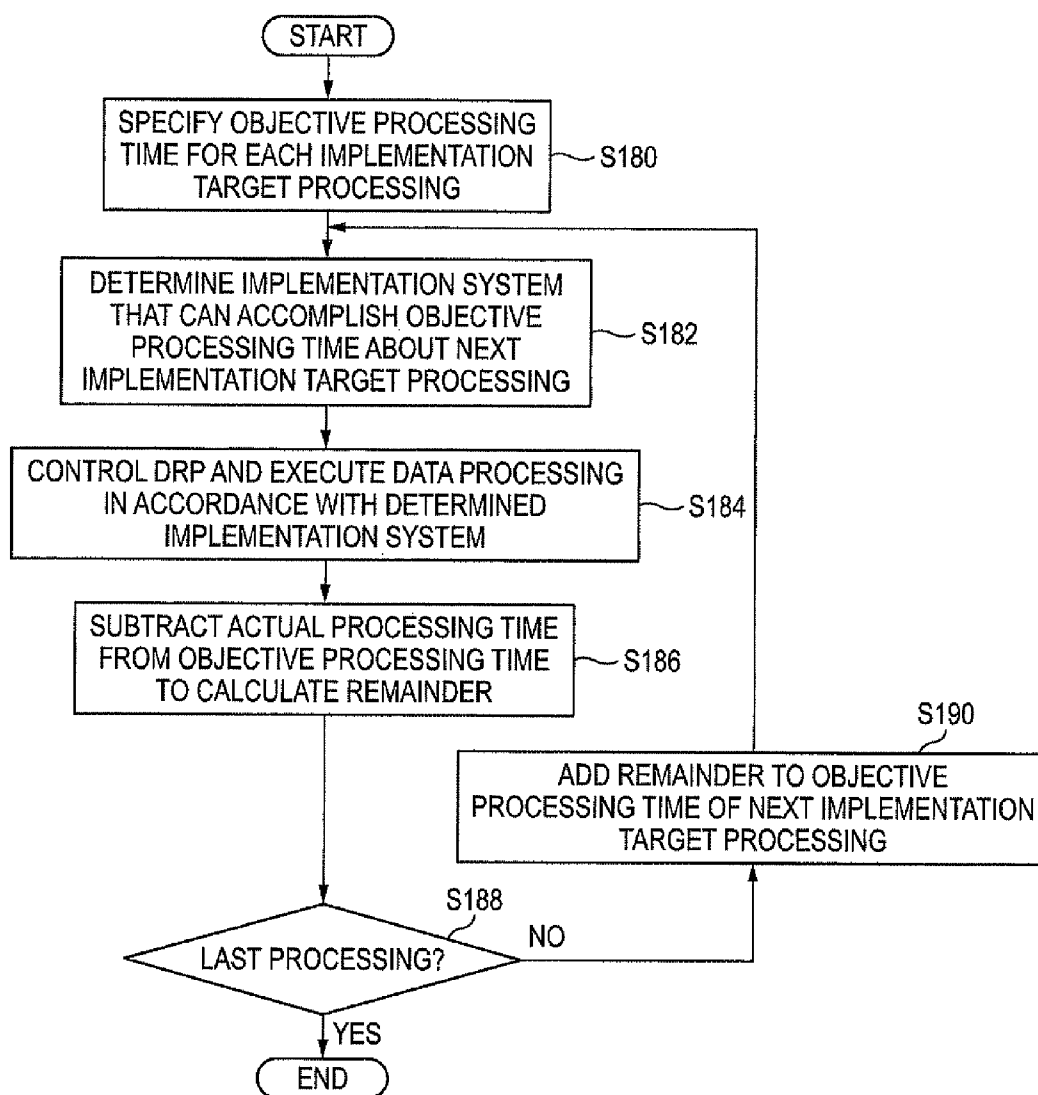 START
SPECIFY OBJECTIVE PROCESSING
TIME FOR EACH IMPLEMENTATION
TARGET PROCESSING
S180
DETERMINE IMPLEMENTATION SYSTEM
THAT CAN ACCOMPLISH OBJECTIVE
PROCESSING TIME ABOUT NEXT
IMPLEMENTATION TARGET PROCESSING
S182
CONTROL DRP AND EXECUTE DATA PROCESSING
IN ACCORDANCE WITH DETERMINED
IMPLEMENTATION SYSTEM
S184
SUBTRACT ACTUAL PROCESSING TIME
FROM OBJECTIVE PROCESSING TIME
TO CALCULATE REMAINDER
S186
S190
ADD REMAINDER TO OBJECTIVE
PROCESSING TIME OF NEXT IMPLEMENTATION
TARGET PROCESSING
S188
LAST PROCESSING?
NO
YES
END